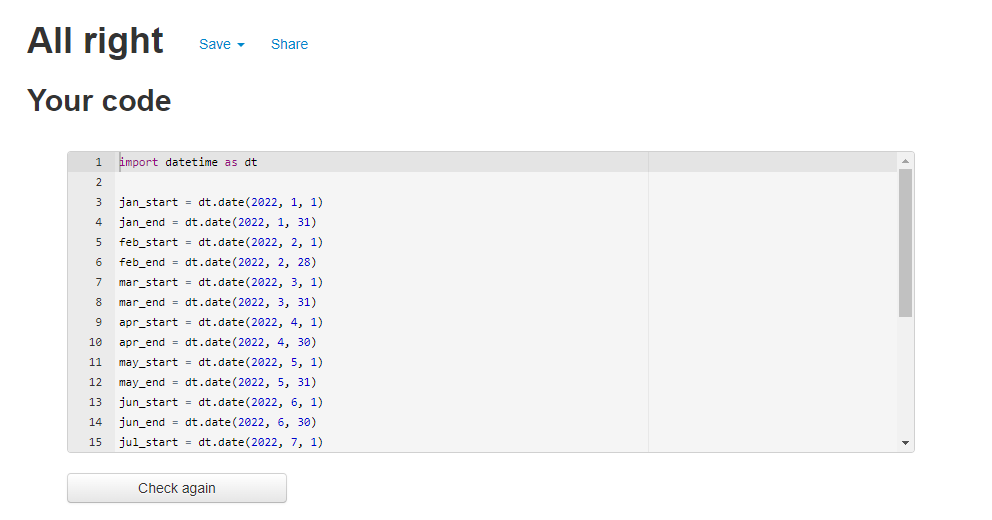 All right Save Share
Your code
1 import datetime as dt
2
3 jan_start = dt.date(2022, 1, 1)
4 jan_end = dt.date(2022, 1, 31)
5 feb_start = dt.date(2022, 2, 1)
6 feb_end = dt.date(2022, 2, 28)
7 mar_start = dt.date(2022, 3, 1)
8 mar_end = dt.date(2022, 3, 31)
9 apr_start = dt.date(2022, 4, 1)
10 apr_end = dt.date(2022, 4, 30)
11 may_start = dt.date(2022, 5, 1)
12 may_end = dt.date(2022, 5, 31)
13 jun_start = dt.date(2022, 6, 1)
14 jun_end = dt.date(2022, 6, 30)
15 jul_start = dt.date(2022, 7, 1)
Check again